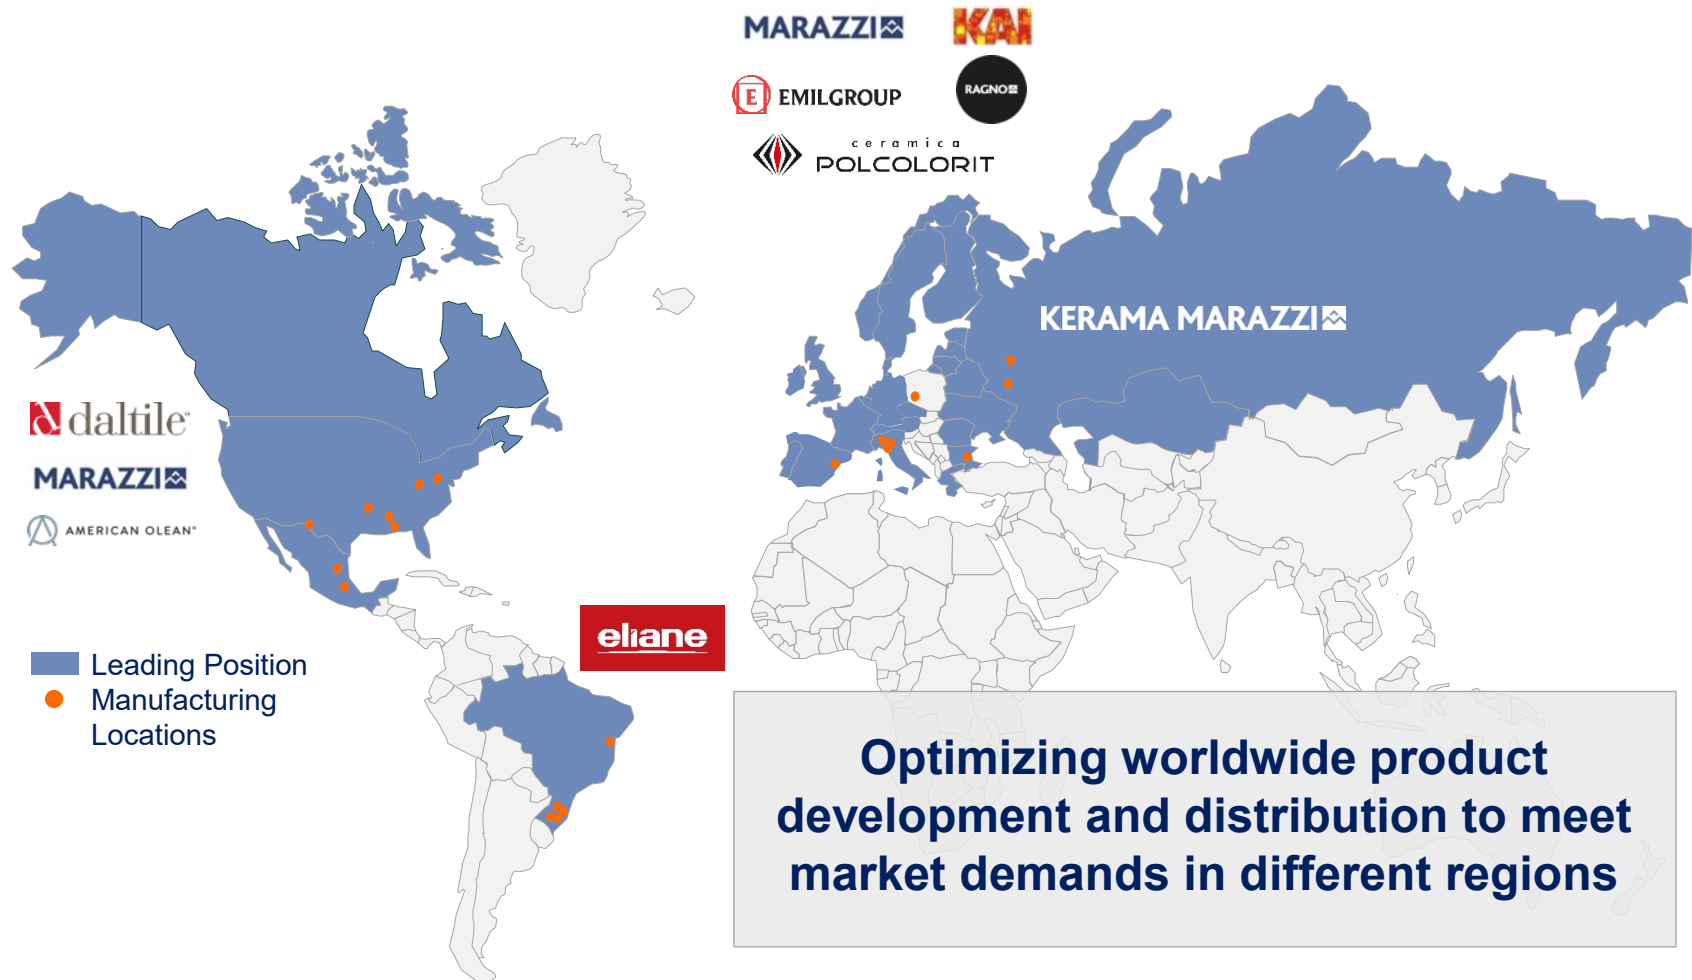 MARAZZI
KAI
E EMILGROUP
RAGNO
ceramica
POLCOLORIT
KERAMA MARAZZI
daltile
MARAZZI
AMERICAN OLEAN
eliane
Leading Position
Manufacturing
Locations
Optimizing worldwide product
development and distribution to meet
market demands in different regions